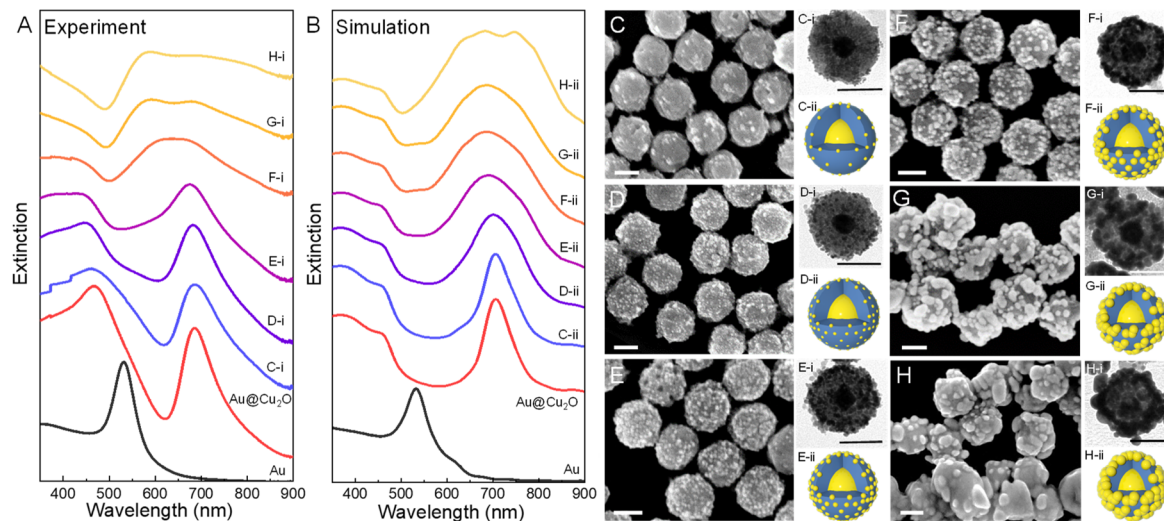 A Experiment
Extinction
H-i
G-i
F-i
E-i
D-i
C-i
Au@Cu₂O
Au
400 500 600 700 800 900
Wavelength (nm)
B Simulation
Extinction
H-ii
G-ii
F-ii
E-ii
D-ii
C-ii
Au@Cu₂O
Au
400 500 600 700 800 900
Wavelength (nm)
C
C-i
C-ii
D
D-i
D-ii
E
E-i
E-ii
F
F-i
F-ii
G
G-i
G-ii
H
H-i
H-ii